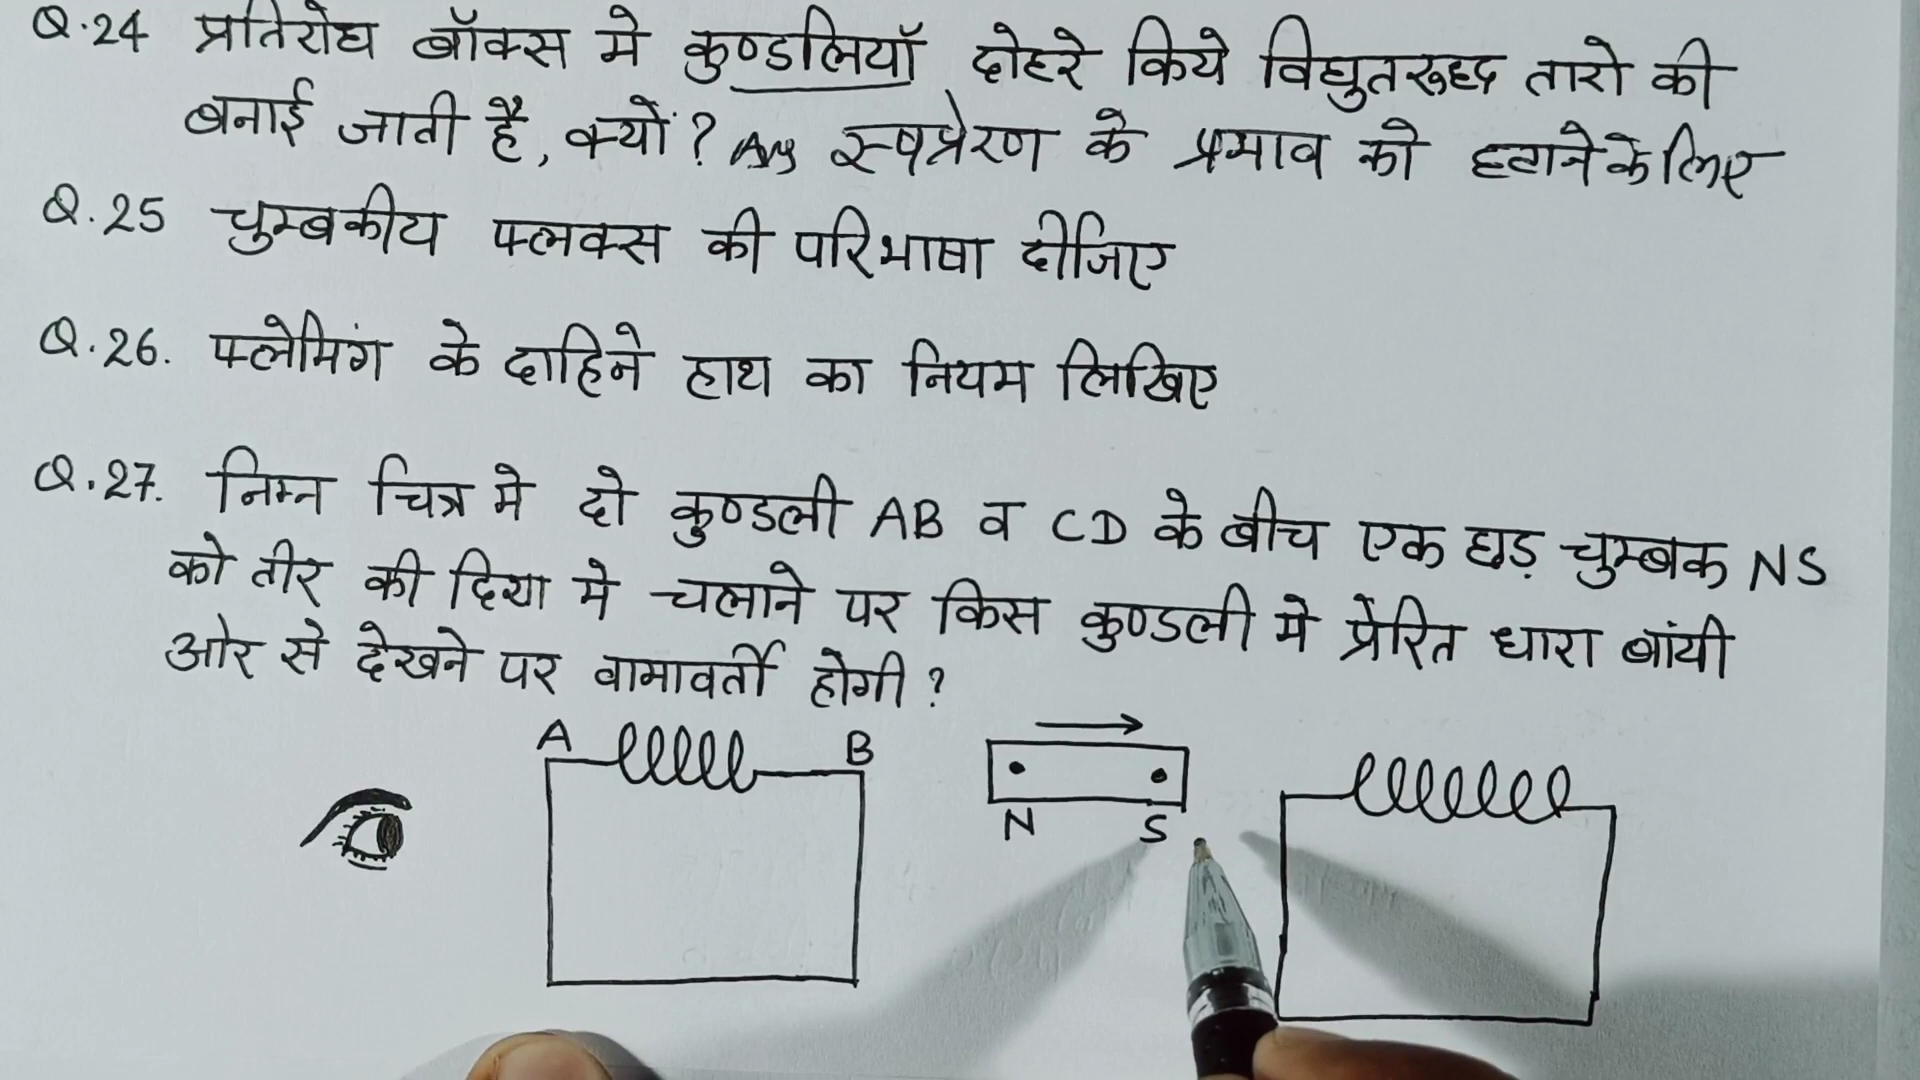 Q.24 प्रतिरोध बॉक्स मे कुण्डलियाॅ दोहरे किये विद्युतरूद्ध तारो की
बनाई जाती है, क्यों? Ans स्वप्रेरण के प्रभाव को हटाने के लिए
Q.25 चुम्बकीय फ्लक्स की परिभाषा दीजिए
Q.26. फ्लेमिंग के दाहिने हाथ का नियम लिखिए
Q.27. निम्न चित्र मे दो कुण्डली AB व CD के बीच एक छड़ चुम्बक NS
को तीर की दिशा मे चलाने पर किस कुण्डली मे प्रेरित धारा बांयी
ओर से देखने पर वामावर्ती होगी?
A B
N S